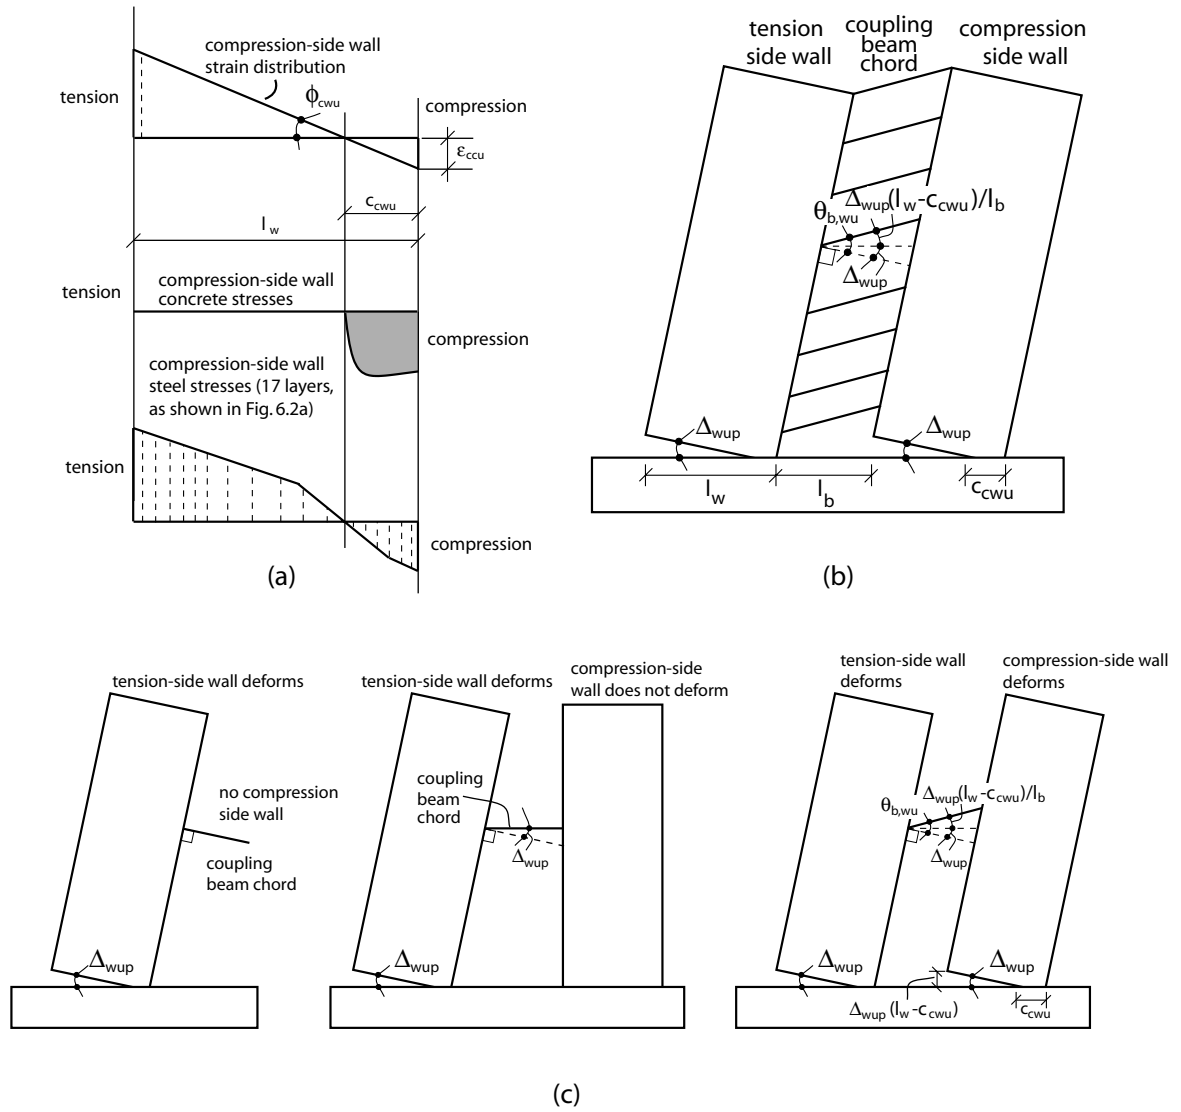 compression-side wall
strain distribution
tension
ϕcwu
compression
εccu
ccwu
lw
tension
compression-side wall
concrete stresses
compression
compression-side wall
steel stresses (17 layers,
as shown in Fig. 6.2a)
tension
compression
(a)
tension
side wall
coupling
beam
chord
compression
side wall
θb,wu
Δwup(lw-ccwu)/lb
Δwup
Δwup
Δwup
lw
lb
ccwu
(b)
tension-side wall deforms
no compression
side wall
coupling
beam chord
Δwup
tension-side wall deforms
compression-side
wall does not deform
coupling
beam
chord
Δwup
Δwup
tension-side wall
deforms
compression-side wall
deforms
θb,wu
Δwup(lw-ccwu)/lb
Δwup
Δwup
Δwup
Δwup(lw-ccwu)
ccwu
(c)